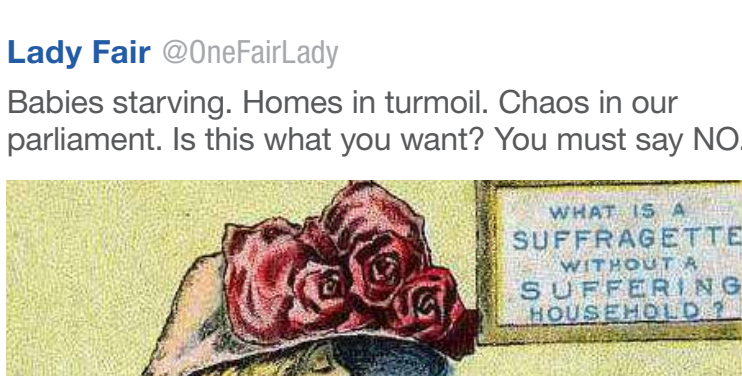 Lady Fair @OneFairLady
Babies starving. Homes in turmoil. Chaos in our
parliament. Is this what you want? You must say NO.
WHAT IS A
SUFFRAGETTE
WITHOUT A
SUFFERING
HOUSEHOLD?